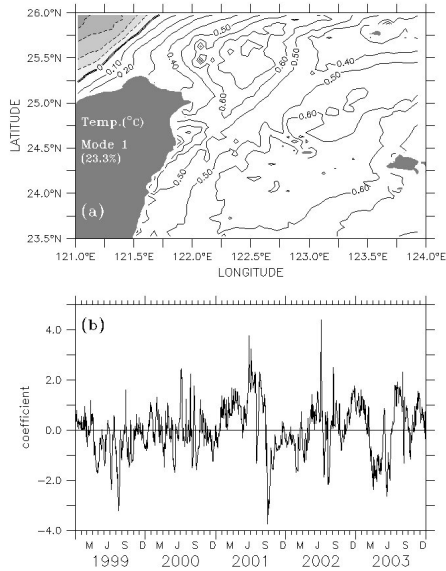 26.0°N
25.5°N
25.0°N
24.5°N
24.0°N
23.5°N
LATITUDE
0.10
0.20
0.40
0.50
0.60
0.50
0.60
0.40
0.50
0.60
0.50
0.50
0.60
Temp.(°C)
Mode 1
(23.3%)
(a)
121.0°E 121.5°E 122.0°E 122.5°E 123.0°E 123.5°E 124.0°E
LONGITUDE
(b)
4.0
2.0
0.0
-2.0
-4.0
coefficient
M J S D M J S D M J S D M J S D M J S D
1999 2000 2001 2002 2003